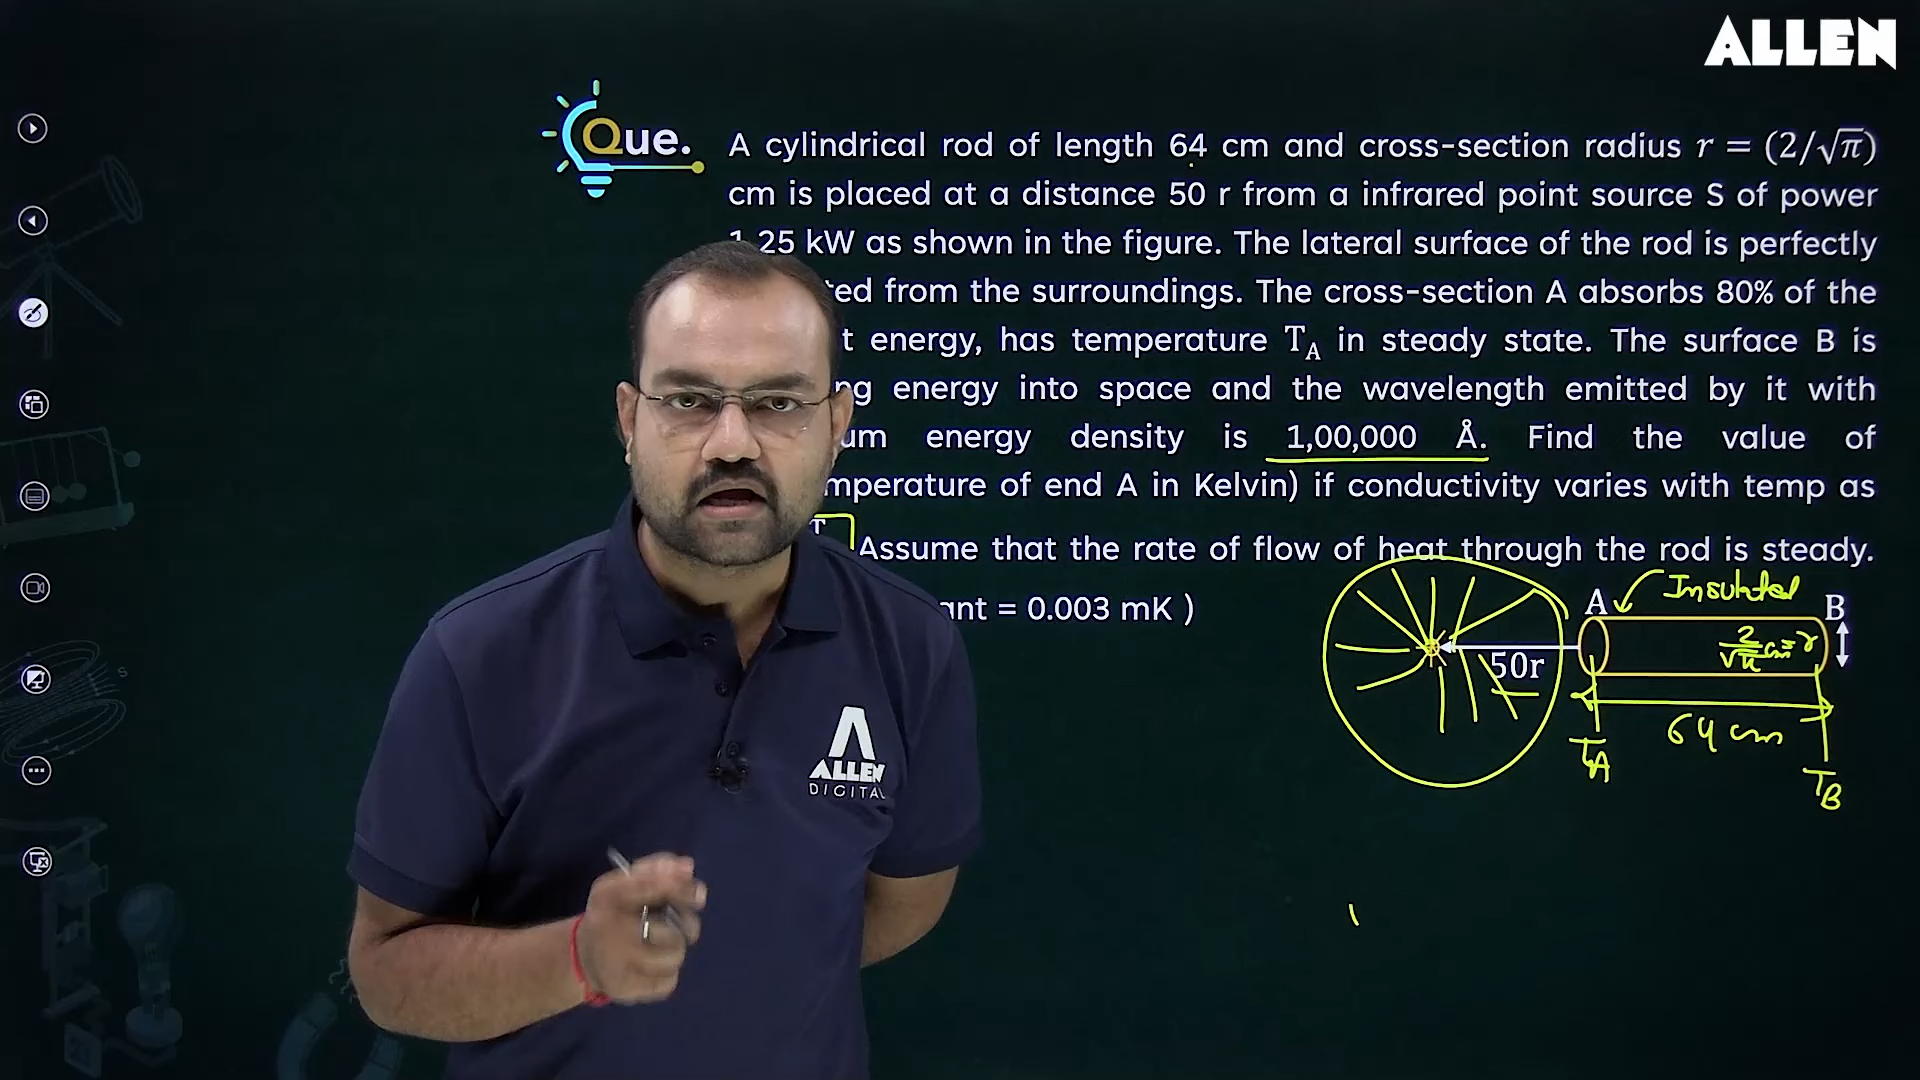 ALLEN
Que.
A cylindrical rod of length 64 cm and cross-section radius r = (2/√π)
cm is placed at a distance 50 r from a infrared point source S of power
1.25 kW as shown in the figure. The lateral surface of the rod is perfectly
ted from the surroundings. The cross-section A absorbs 80% of the
t energy, has temperature T_A in steady state. The surface B is
ng energy into space and the wavelength emitted by it with
um energy density is 1,00,000 Å. Find the value of
mperature of end A in Kelvin) if conductivity varies with temp as
T
Assume that the rate of flow of heat through the rod is steady.
ant = 0.003 mK )
Insulated
A
B
2/√π cm = r
50r
64 cm
T_A
T_B
ALLEN
DIGITAL